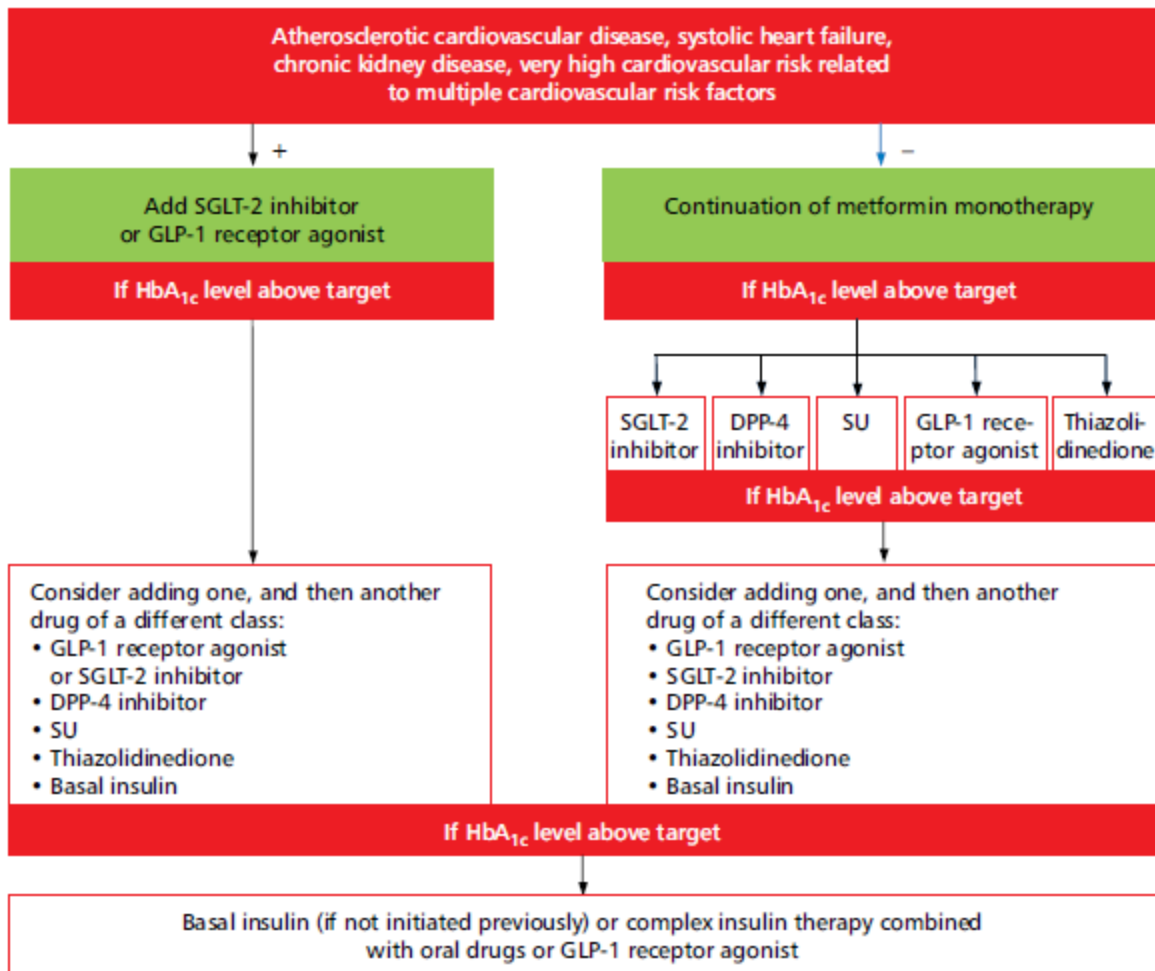 Atherosclerotic cardiovascular disease, systolic heart failure,
chronic kidney disease, very high cardiovascular risk related
to multiple cardiovascular risk factors
+
−
Add SGLT-2 inhibitor
or GLP-1 receptor agonist
If HbA1c level above target
Continuation of metformin monotherapy
If HbA1c level above target
SGLT-2
inhibitor
DPP-4
inhibitor
SU
GLP-1 rece-
ptor agonist
Thiazoli-
dinedione
If HbA1c level above target
Consider adding one, and then another
drug of a different class:
• GLP-1 receptor agonist
or SGLT-2 inhibitor
• DPP-4 inhibitor
• SU
• Thiazolidinedione
• Basal insulin
Consider adding one, and then another
drug of a different class:
• GLP-1 receptor agonist
• SGLT-2 inhibitor
• DPP-4 inhibitor
• SU
• Thiazolidinedione
• Basal insulin
If HbA1c level above target
Basal insulin (if not initiated previously) or complex insulin therapy combined
with oral drugs or GLP-1 receptor agonist